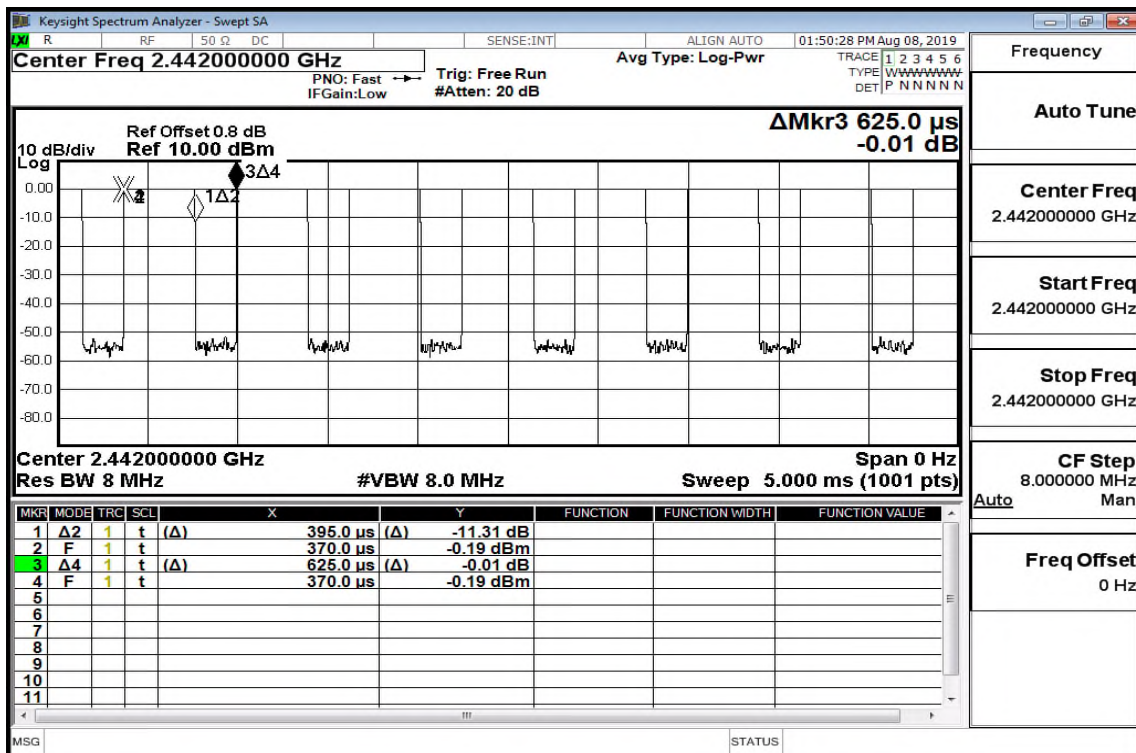 Keysight Spectrum Analyzer - Swept SA
LXI R RF 50 Ω DC SENSE:INT ALIGN AUTO 01:50:28 PM Aug 08, 2019
Center Freq 2.442000000 GHz
PNO: Fast
IFGain:Low
Trig: Free Run
#Atten: 20 dB
Avg Type: Log-Pwr
TRACE 1 2 3 4 5 6
TYPE WWWWWW
DET P N N N N N
Ref Offset 0.8 dB
10 dB/div Ref 10.00 dBm
Log
ΔMkr3 625.0 µs
-0.01 dB
3Δ4
1Δ2
0.00
-10.0
-20.0
-30.0
-40.0
-50.0
-60.0
-70.0
-80.0
Center 2.442000000 GHz Span 0 Hz
Res BW 8 MHz #VBW 8.0 MHz Sweep 5.000 ms (1001 pts)
MKR MODE TRC SCL X Y FUNCTION FUNCTION WIDTH FUNCTION VALUE
1 Δ2 1 t (Δ) 395.0 µs (Δ) -11.31 dB
2 F 1 t 370.0 µs -0.19 dBm
3 Δ4 1 t (Δ) 625.0 µs (Δ) -0.01 dB
4 F 1 t 370.0 µs -0.19 dBm
5
6
7
8
9
10
11
MSG STATUS
Frequency
Auto Tune
Center Freq
2.442000000 GHz
Start Freq
2.442000000 GHz
Stop Freq
2.442000000 GHz
CF Step
8.000000 MHz
Auto Man
Freq Offset
0 Hz